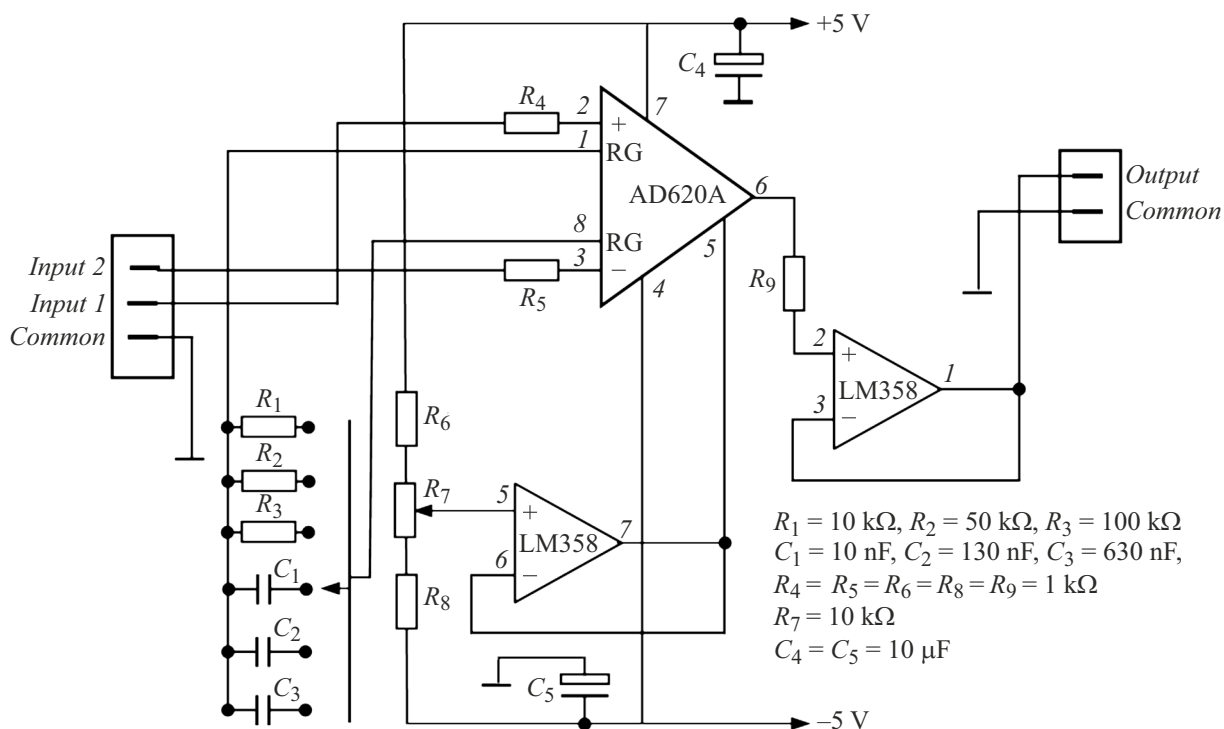 +5 V
C4
R4
2
7
+
1
RG
AD620A
6
8
RG
5
3
−
R5
4
R9
Output
Common
Input 2
Input 1
Common
2
+
LM358
1
3
−
R1
R2
R3
C1
C2
C3
R6
R7
R8
5
+
LM358
7
6
−
C5
−5 V
R1 = 10 kΩ, R2 = 50 kΩ, R3 = 100 kΩ
C1 = 10 nF, C2 = 130 nF, C3 = 630 nF,
R4 = R5 = R6 = R8 = R9 = 1 kΩ
R7 = 10 kΩ
C4 = C5 = 10 μF